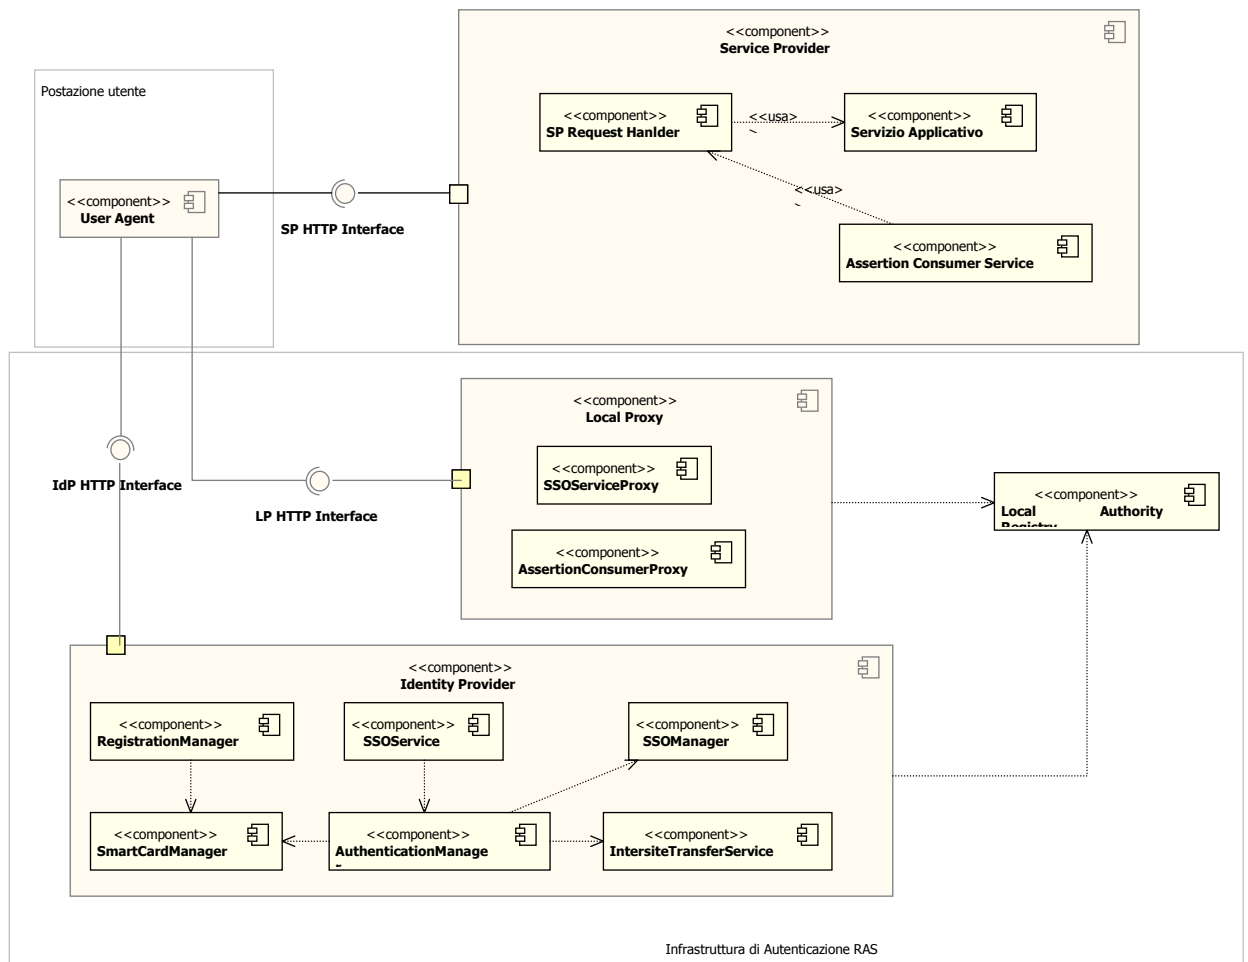 <<component>>
Service Provider
Postazione utente
<<component>>
SP Request Hanlder
<<usa>
<<component>>
Servizio Applicativo
<<component>>
User Agent
SP HTTP Interface
<<usa>
<<component>>
Assertion Consumer Service
<<component>>
Local Proxy
<<component>>
SSOServiceProxy
IdP HTTP Interface
LP HTTP Interface
<<component>>
Local Authority
Registry
<<component>>
AssertionConsumerProxy
<<component>>
Identity Provider
<<component>>
RegistrationManager
<<component>>
SSOService
<<component>>
SSOManager
<<component>>
SmartCardManager
<<component>>
AuthenticationManage
<<component>>
IntersiteTransferService
Infrastruttura di Autenticazione RAS